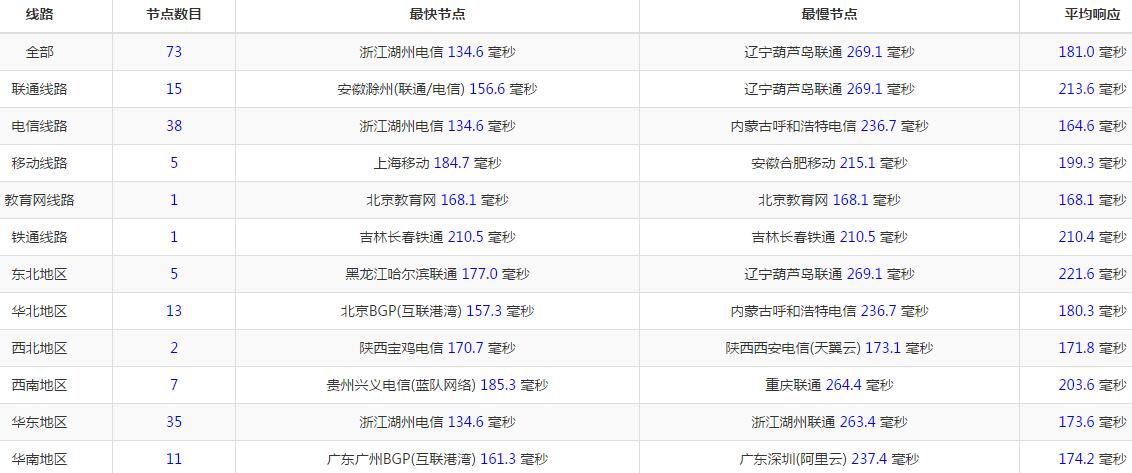 线路 节点数目 最快节点 最慢节点 平均响应
全部 73 浙江湖州电信 134.6 毫秒 辽宁葫芦岛联通 269.1 毫秒 181.0 毫秒
联通线路 15 安徽滁州(联通/电信) 156.6 毫秒 辽宁葫芦岛联通 269.1 毫秒 213.6 毫秒
电信线路 38 浙江湖州电信 134.6 毫秒 内蒙古呼和浩特电信 236.7 毫秒 164.6 毫秒
移动线路 5 上海移动 184.7 毫秒 安徽合肥移动 215.1 毫秒 199.3 毫秒
教育网线路 1 北京教育网 168.1 毫秒 北京教育网 168.1 毫秒 168.1 毫秒
铁通线路 1 吉林长春铁通 210.5 毫秒 吉林长春铁通 210.5 毫秒 210.4 毫秒
东北地区 5 黑龙江哈尔滨联通 177.0 毫秒 辽宁葫芦岛联通 269.1 毫秒 221.6 毫秒
华北地区 13 北京BGP(互联港湾) 157.3 毫秒 内蒙古呼和浩特电信 236.7 毫秒 180.3 毫秒
西北地区 2 陕西宝鸡电信 170.7 毫秒 陕西西安电信(天翼云) 173.1 毫秒 171.8 毫秒
西南地区 7 贵州兴义电信(蓝队网络) 185.3 毫秒 重庆联通 264.4 毫秒 203.6 毫秒
华东地区 35 浙江湖州电信 134.6 毫秒 浙江湖州联通 263.4 毫秒 173.6 毫秒
华南地区 11 广东广州BGP(互联港湾) 161.3 毫秒 广东深圳(阿里云) 237.4 毫秒 174.2 毫秒